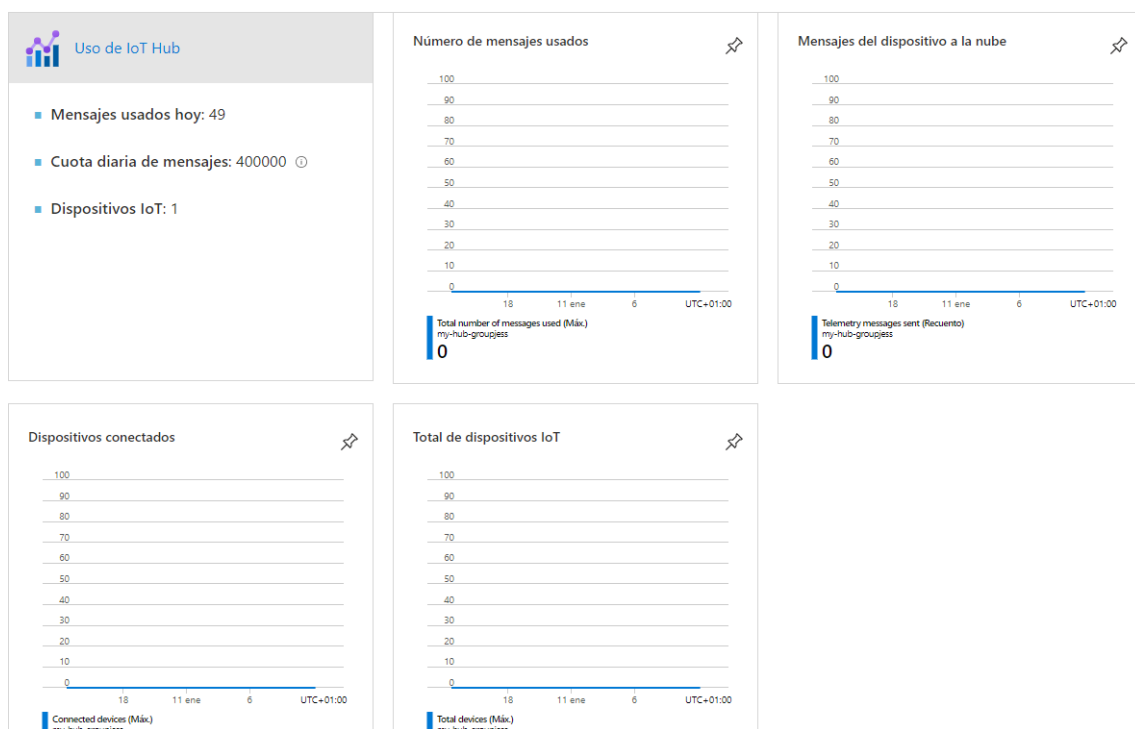 Uso de IoT Hub
Mensajes usados hoy: 49
Cuota diaria de mensajes: 400000
Dispositivos IoT: 1
Número de mensajes usados
100
90
80
70
60
50
40
30
20
10
0
18 11 ene 6 UTC+01:00
Total number of messages used (Máx.)
my-hub-groupjess
0
Mensajes del dispositivo a la nube
100
90
80
70
60
50
40
30
20
10
0
18 11 ene 6 UTC+01:00
Telemetry messages sent (Recuento)
my-hub-groupjess
0
Dispositivos conectados
100
90
80
70
60
50
40
30
20
10
0
18 11 ene 6 UTC+01:00
Connected devices (Máx.)
Total de dispositivos IoT
100
90
80
70
60
50
40
30
20
10
0
18 11 ene 6 UTC+01:00
Total devices (Máx.)